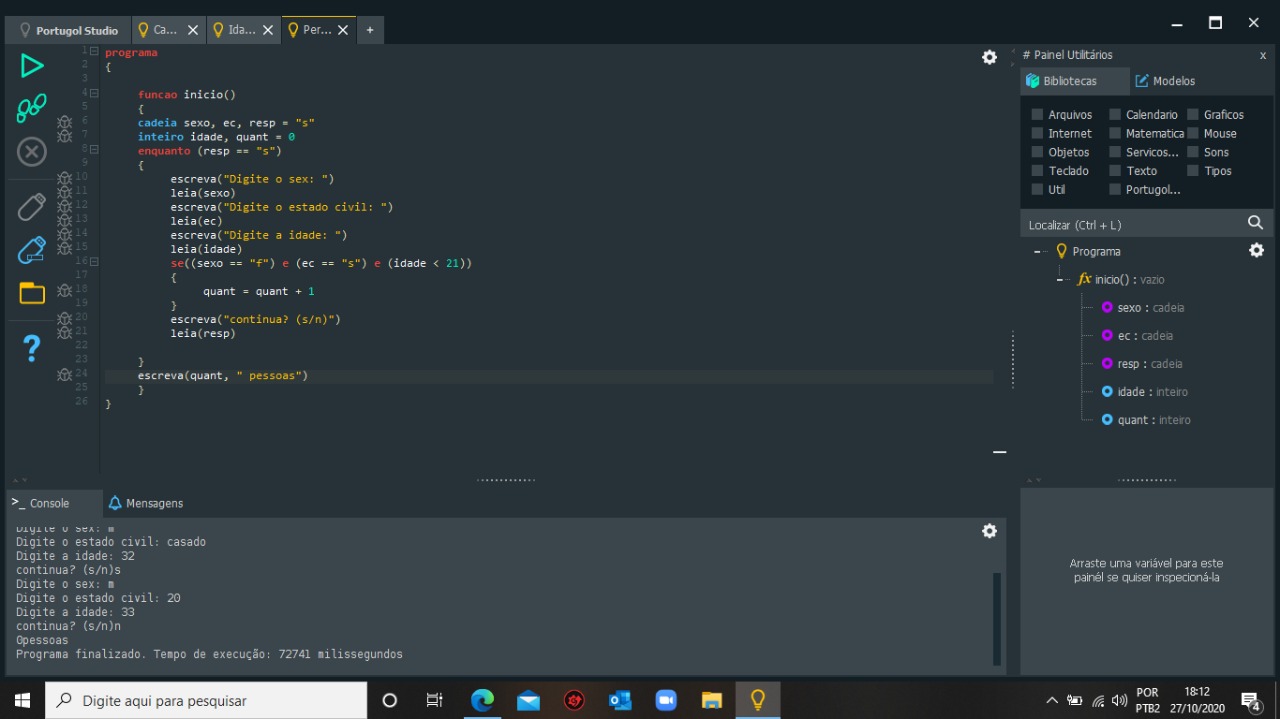 Portugol Studio
Ca...
Ida...
Per...
+
1 programa
2 {
3
4 funcao inicio()
5 {
6 cadeia sexo, ec, resp = "s"
7 inteiro idade, quant = 0
8 enquanto (resp == "s")
9 {
10 escreva("Digite o sex: ")
11 leia(sexo)
12 escreva("Digite o estado civil: ")
13 leia(ec)
14 escreva("Digite a idade: ")
15 leia(idade)
16 se((sexo == "f") e (ec == "s") e (idade < 21))
17 {
18 quant = quant + 1
19 }
20 escreva("continua? (s/n)")
21 leia(resp)
22
23 }
24 escreva(quant, " pessoas")
25 }
26 }
# Painel Utilitários x
Bibliotecas Modelos
Arquivos Calendario Graficos
Internet Matematica Mouse
Objetos Servicos... Sons
Teclado Texto Tipos
Util Portugol...
Localizar (Ctrl + L)
Programa
fx inicio() : vazio
sexo : cadeia
ec : cadeia
resp : cadeia
idade : inteiro
quant : inteiro
>_ Console Mensagens
Digite o sex: m
Digite o estado civil: casado
Digite a idade: 32
continua? (s/n)s
Digite o sex: m
Digite o estado civil: 20
Digite a idade: 33
continua? (s/n)n
0pessoas
Programa finalizado. Tempo de execução: 72741 milissegundos
Arraste uma variável para este
painél se quiser inspecioná-la
Digite aqui para pesquisar
POR
PTB2
18:12
27/10/2020
4